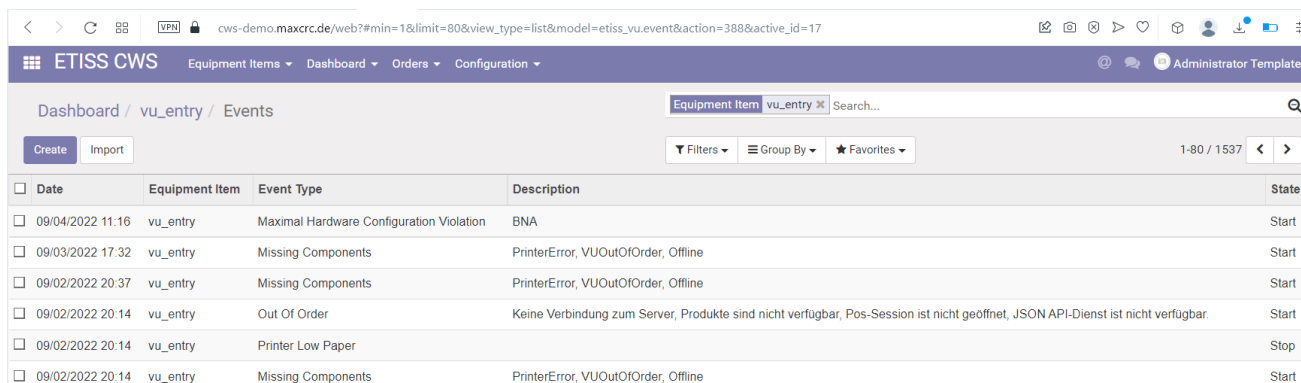 VPN cws-demo.maxcrc.de/web?#min=1&limit=80&view_type=list&model=etiss_vu.event&action=388&active_id=17
ETISS CWS Equipment Items Dashboard Orders Configuration @ Administrator Template
Dashboard / vu_entry / Events Equipment Item vu_entry Search...
Create Import Filters Group By Favorites 1-80 / 1537
Date Equipment Item Event Type Description State
09/04/2022 11:16 vu_entry Maximal Hardware Configuration Violation BNA Start
09/03/2022 17:32 vu_entry Missing Components PrinterError, VUOutOfOrder, Offline Start
09/02/2022 20:37 vu_entry Missing Components PrinterError, VUOutOfOrder, Offline Start
09/02/2022 20:14 vu_entry Out Of Order Keine Verbindung zum Server, Produkte sind nicht verfügbar, Pos-Session ist nicht geöffnet, JSON API-Dienst ist nicht verfügbar. Start
09/02/2022 20:14 vu_entry Printer Low Paper Stop
09/02/2022 20:14 vu_entry Missing Components PrinterError, VUOutOfOrder, Offline Start